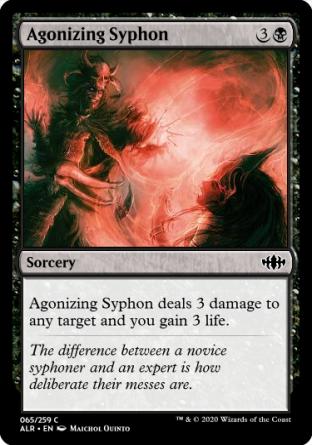 Agonizing Syphon 3
Sorcery
Agonizing Syphon deals 3 damage to
any target and you gain 3 life.
The difference between a novice
syphoner and an expert is how
deliberate their messes are.
065/259 C
ALR • EN Maichol Quinto
™ & © 2020 Wizards of the Coast